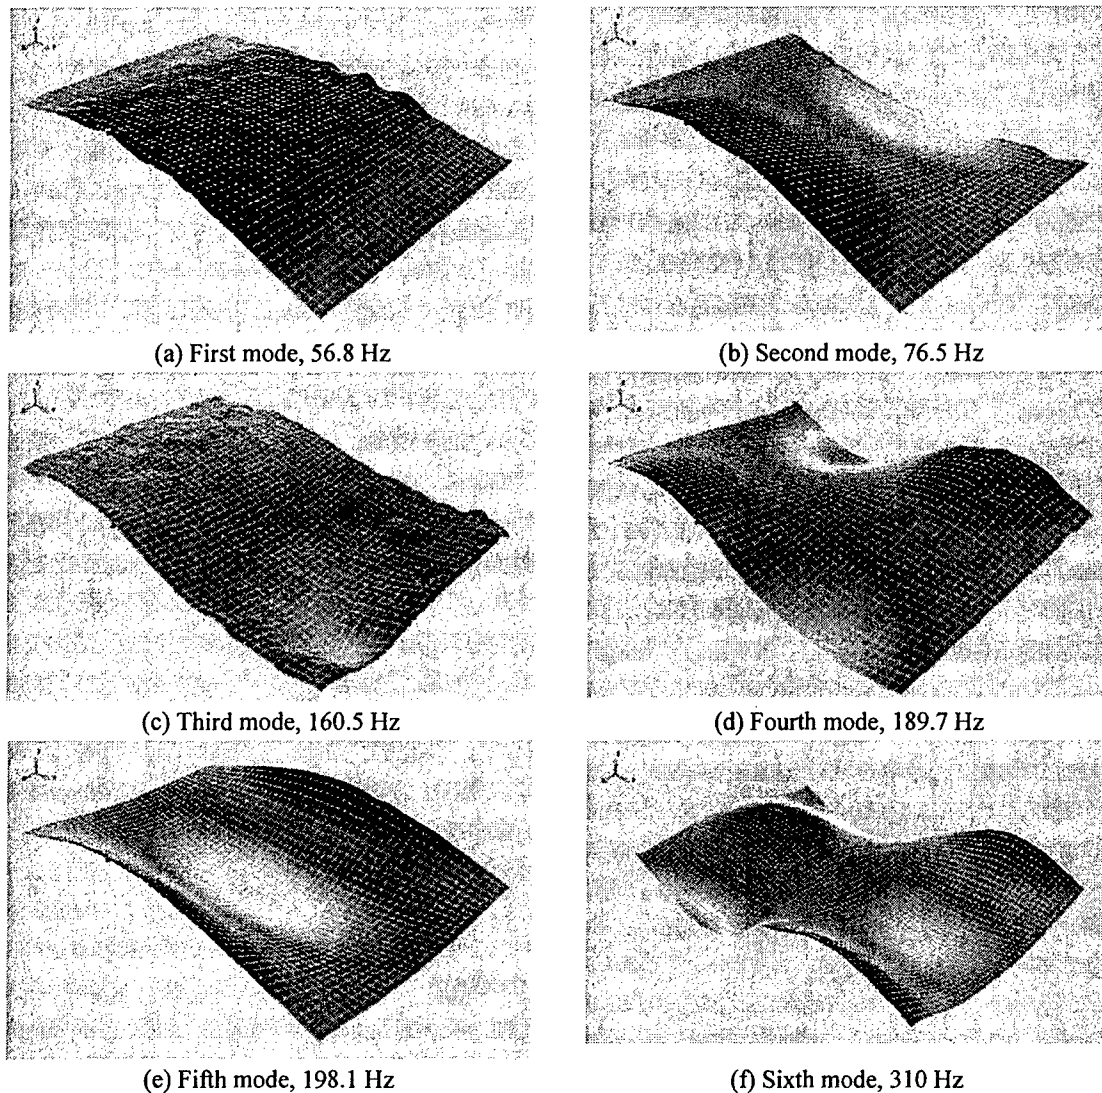 (a) First mode, 56.8 Hz
(b) Second mode, 76.5 Hz
(c) Third mode, 160.5 Hz
(d) Fourth mode, 189.7 Hz
(e) Fifth mode, 198.1 Hz
(f) Sixth mode, 310 Hz